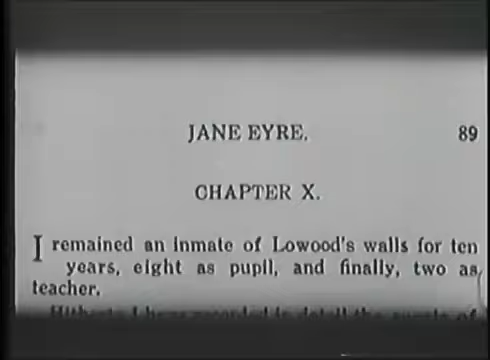 JANE EYRE. 89
CHAPTER X.
I remained an inmate of Lowood's walls for ten
years, eight as pupil, and finally, two as
teacher.